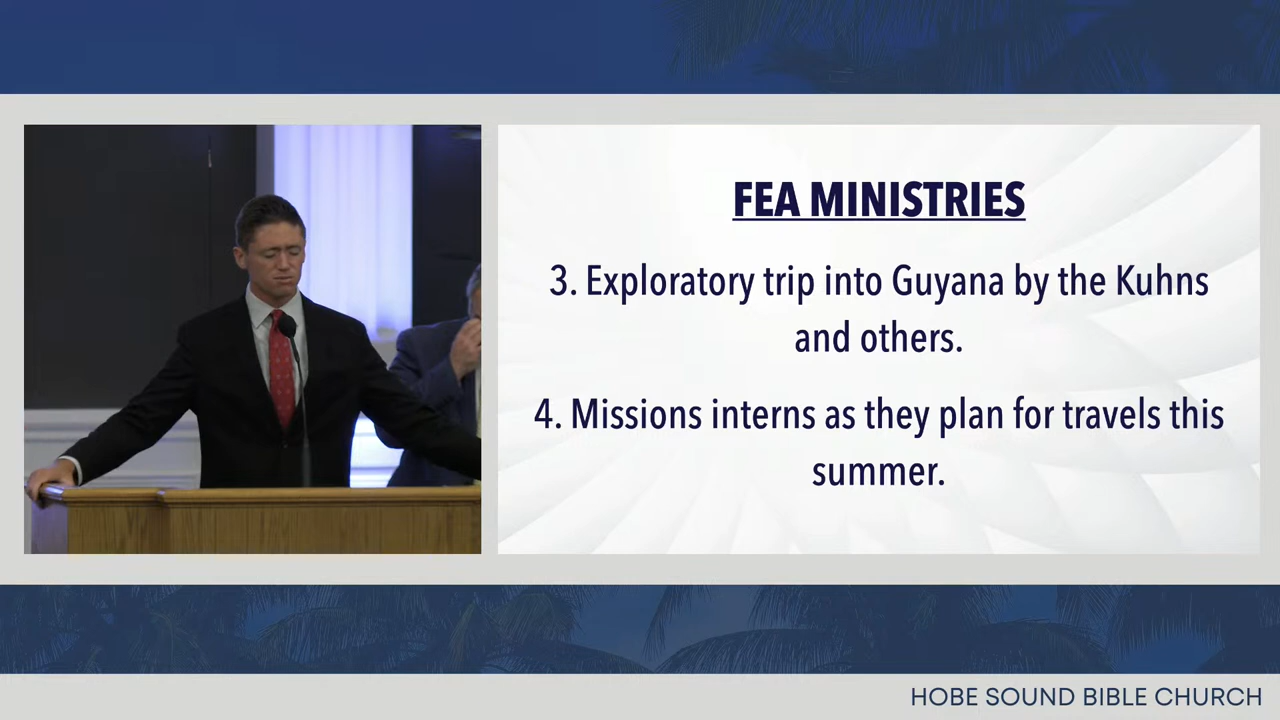 FEA MINISTRIES
3. Exploratory trip into Guyana by the Kuhns
and others.
4. Missions interns as they plan for travels this
summer.
HOBE SOUND BIBLE CHURCH